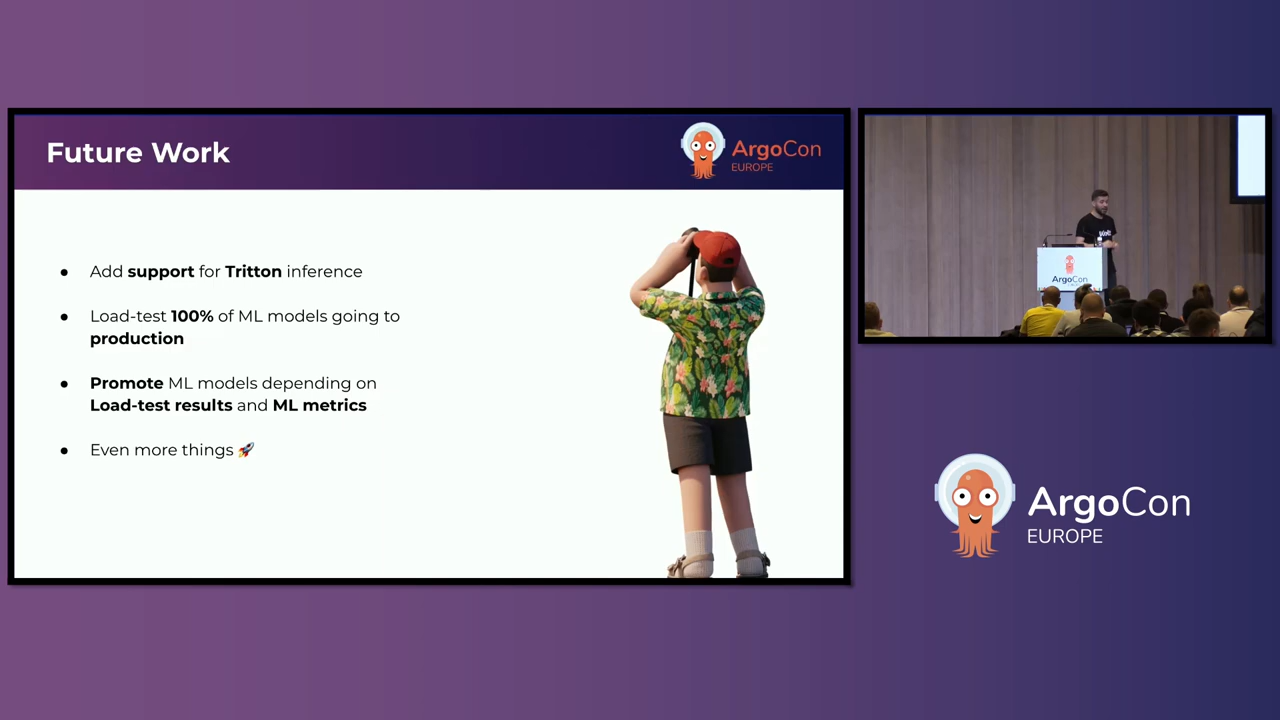 Future Work
ArgoCon
EUROPE
● Add support for Tritton inference
● Load-test 100% of ML models going to
production
● Promote ML models depending on
Load-test results and ML metrics
● Even more things 🚀
ArgoCon
ArgoCon
EUROPE